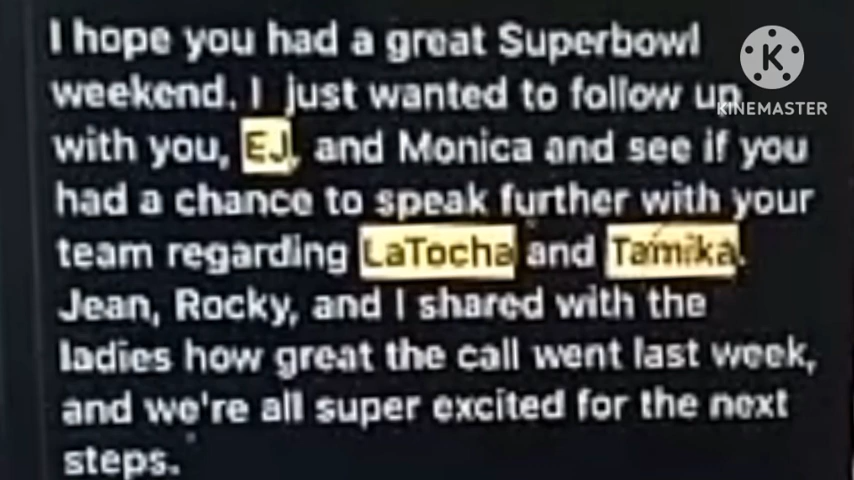 I hope you had a great Superbowl
weekend. I just wanted to follow up
with you, EJ, and Monica and see if you
had a chance to speak further with your
team regarding LaTocha and Tamika.
Jean, Rocky, and I shared with the
ladies how great the call went last week,
and we're all super excited for the next
steps.
K
KINEMASTER